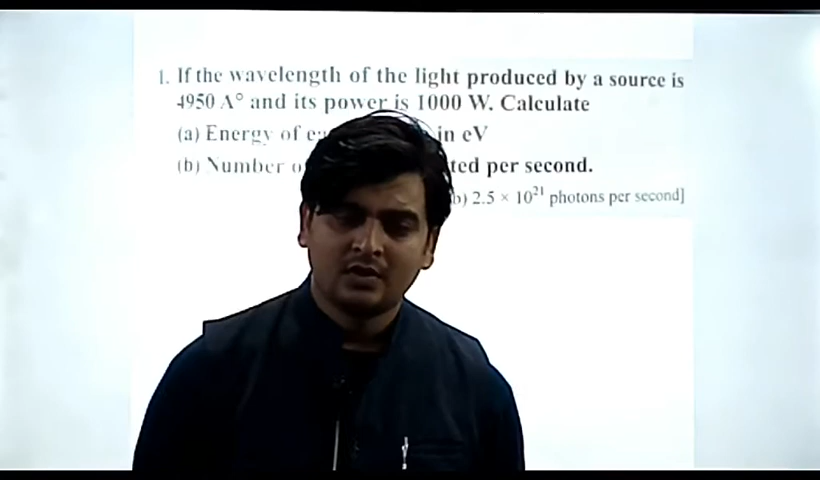 1. If the wavelength of the light produced by a source is
4950 A° and its power is 1000 W. Calculate
(a) Energy of in eV
(b) Number per second.
b) 2.5 × 10²¹ photons per second]